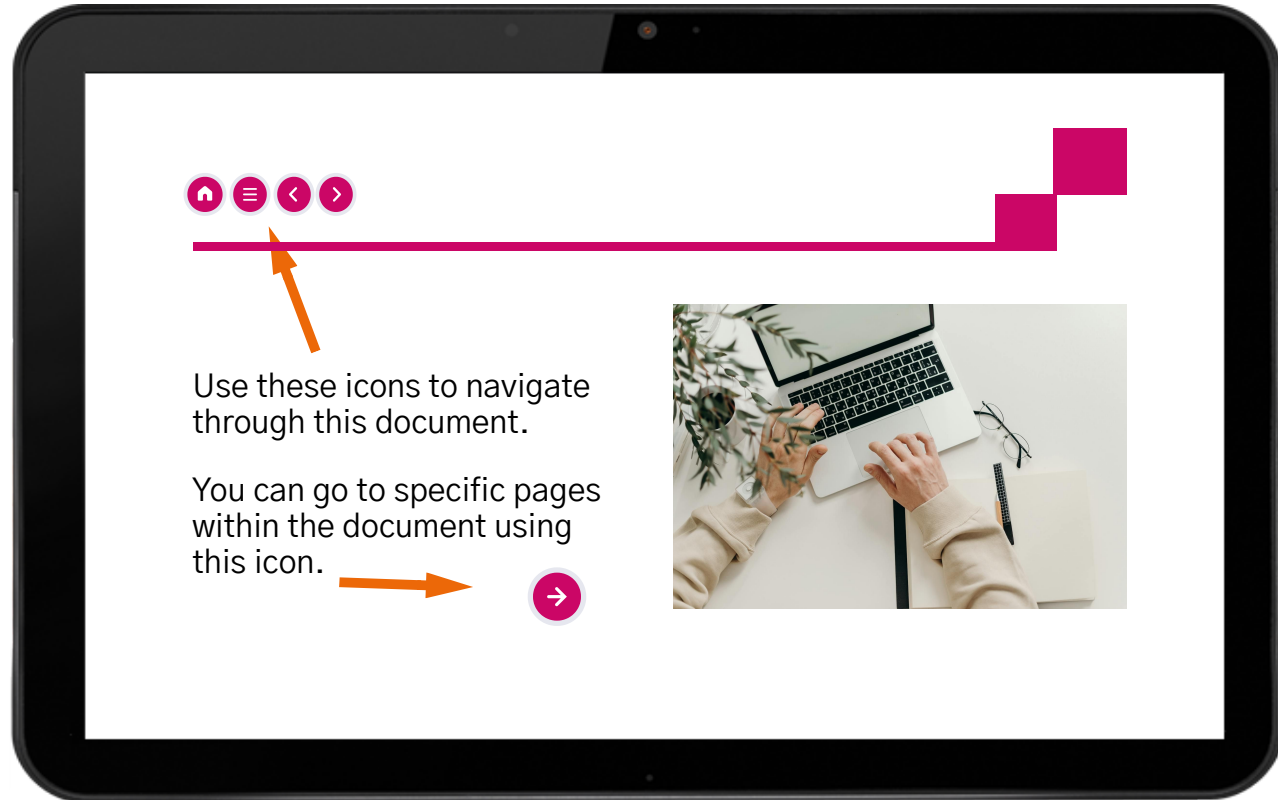 Use these icons to navigate
through this document.
You can go to specific pages
within the document using
this icon.